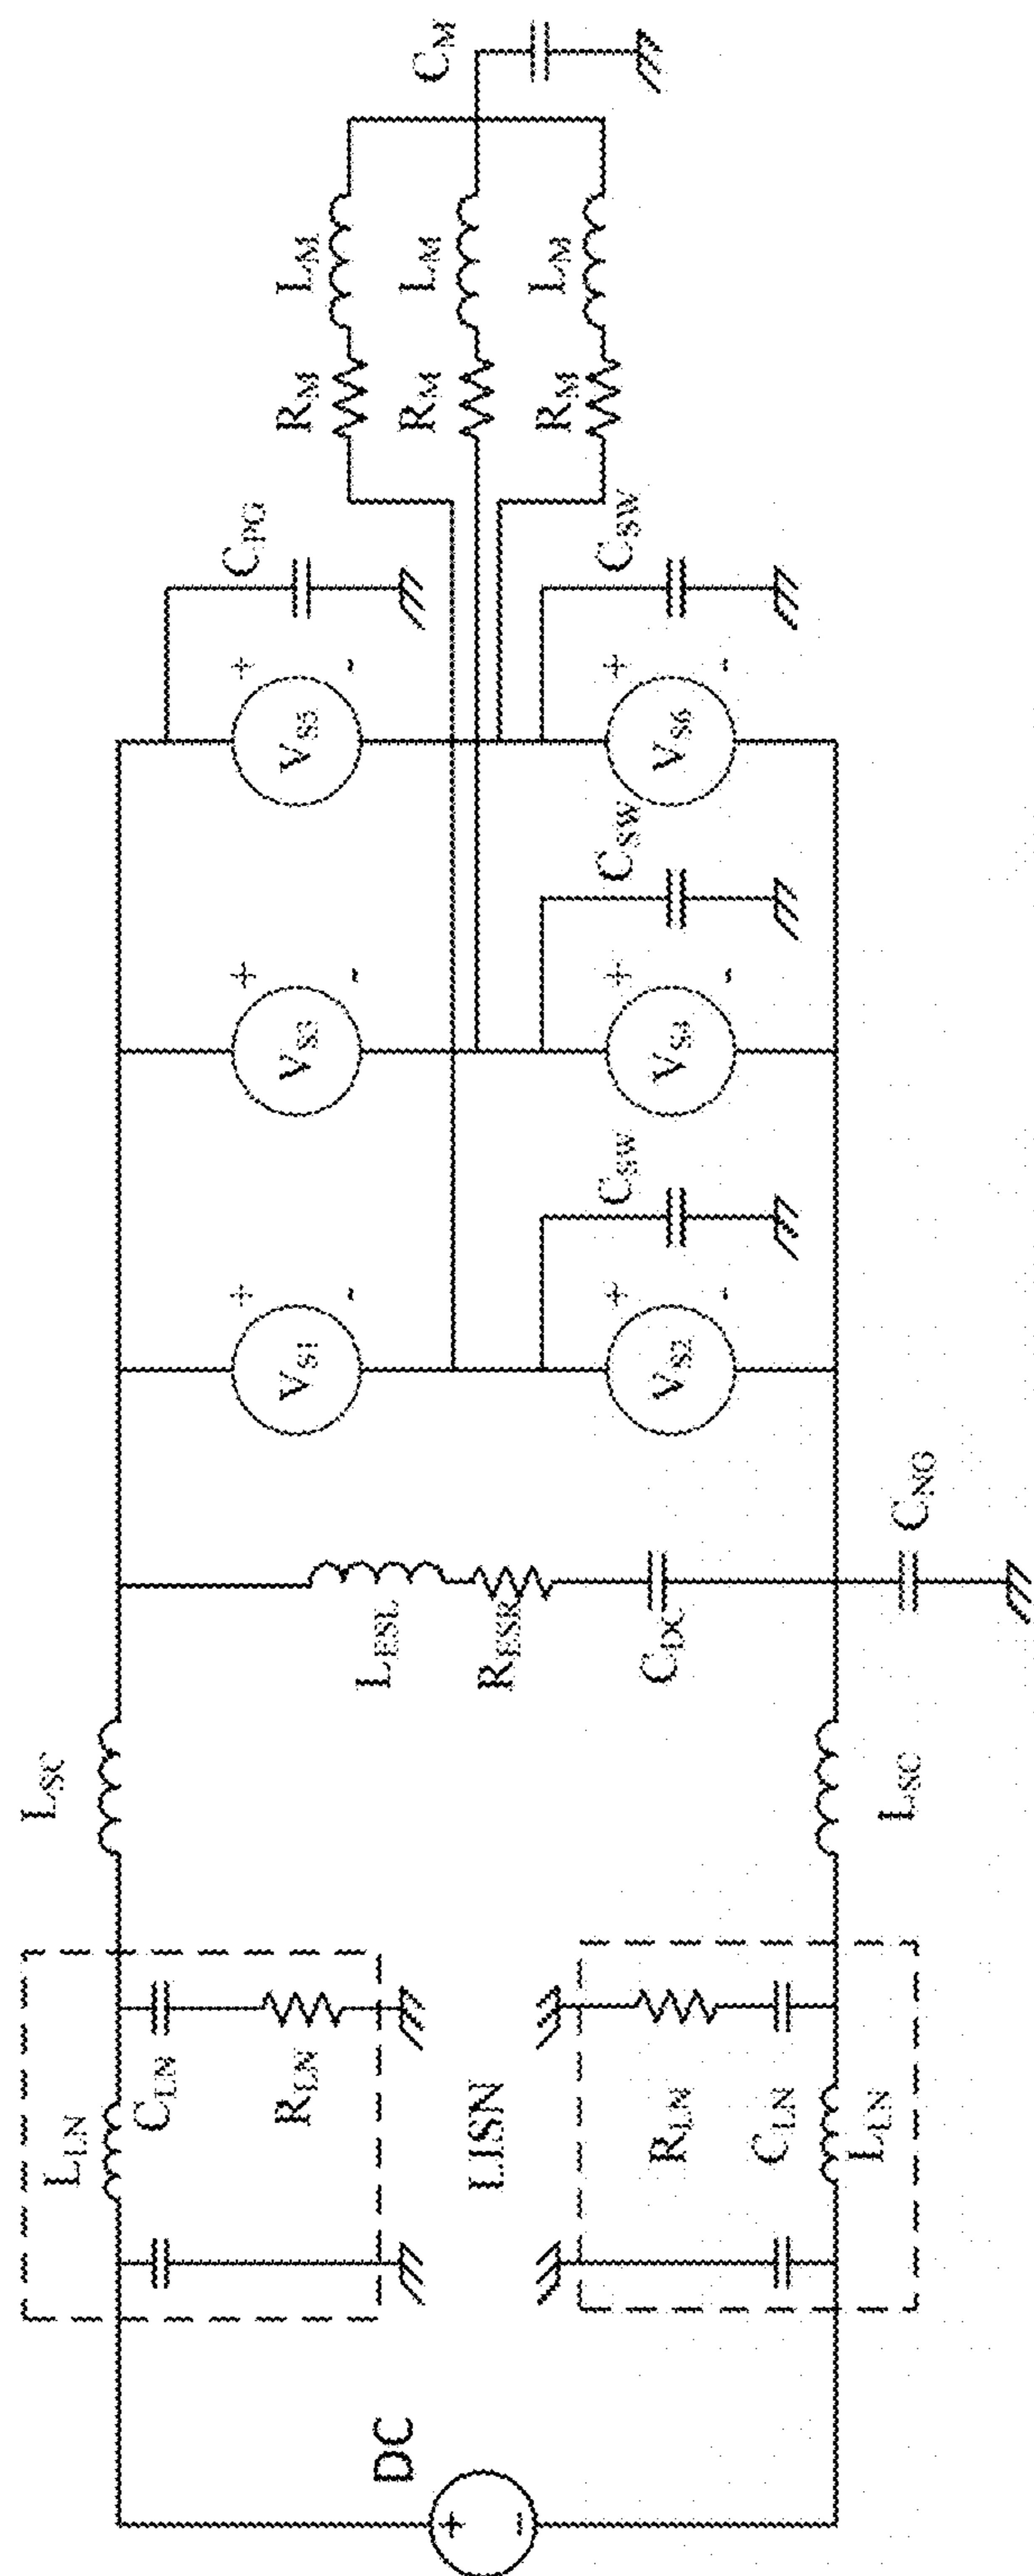 C_M
L_M
L_M
L_M
R_M
R_M
R_M
C_PG
C_SW
+
-
V_S5
+
-
V_S6
C_SW
+
-
V_S3
+
-
V_S3
C_SW
+
-
V_S1
+
-
V_S2
C_NG
L_ESL
R_ESR
C_DC
L_SC
L_SC
L_LN
C_LN
R_LN
LISN
R_LN
C_LN
L_LN
DC
+
-